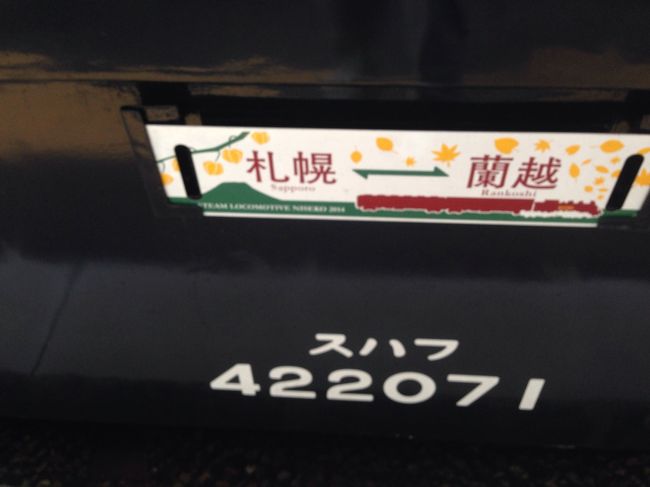 札幌 ⟷ 蘭越
Sapporo Rankoshi
STEAM LOCOMOTIVE NISEKO 2014
スハフ
422071